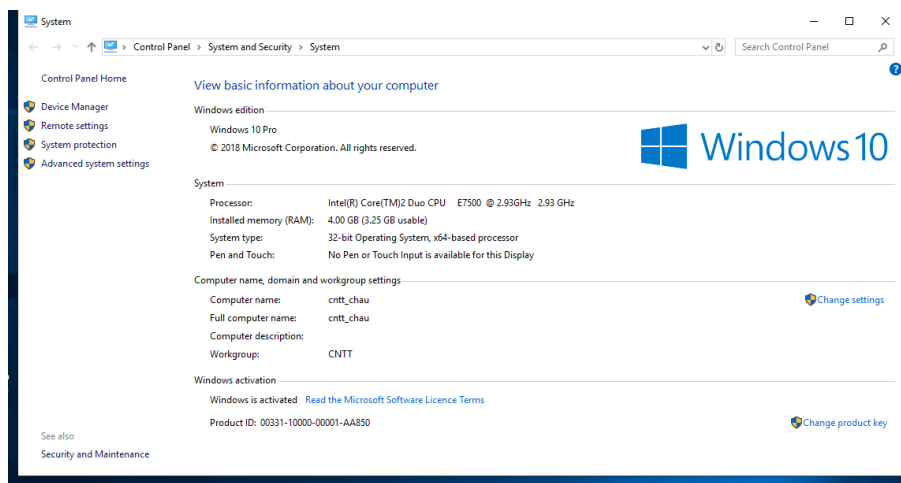 System
Control Panel > System and Security > System
Search Control Panel
Control Panel Home
Device Manager
Remote settings
System protection
Advanced system settings
See also
Security and Maintenance
?
View basic information about your computer
Windows edition
Windows 10 Pro
© 2018 Microsoft Corporation. All rights reserved.
Windows 10
System
Processor: Intel(R) Core(TM)2 Duo CPU E7500 @ 2.93GHz 2.93 GHz
Installed memory (RAM): 4.00 GB (3.25 GB usable)
System type: 32-bit Operating System, x64-based processor
Pen and Touch: No Pen or Touch Input is available for this Display
Computer name, domain and workgroup settings
Computer name: cntt_chau
Change settings
Full computer name: cntt_chau
Computer description:
Workgroup: CNTT
Windows activation
Windows is activated Read the Microsoft Software Licence Terms
Product ID: 00331-10000-00001-AA850
Change product key